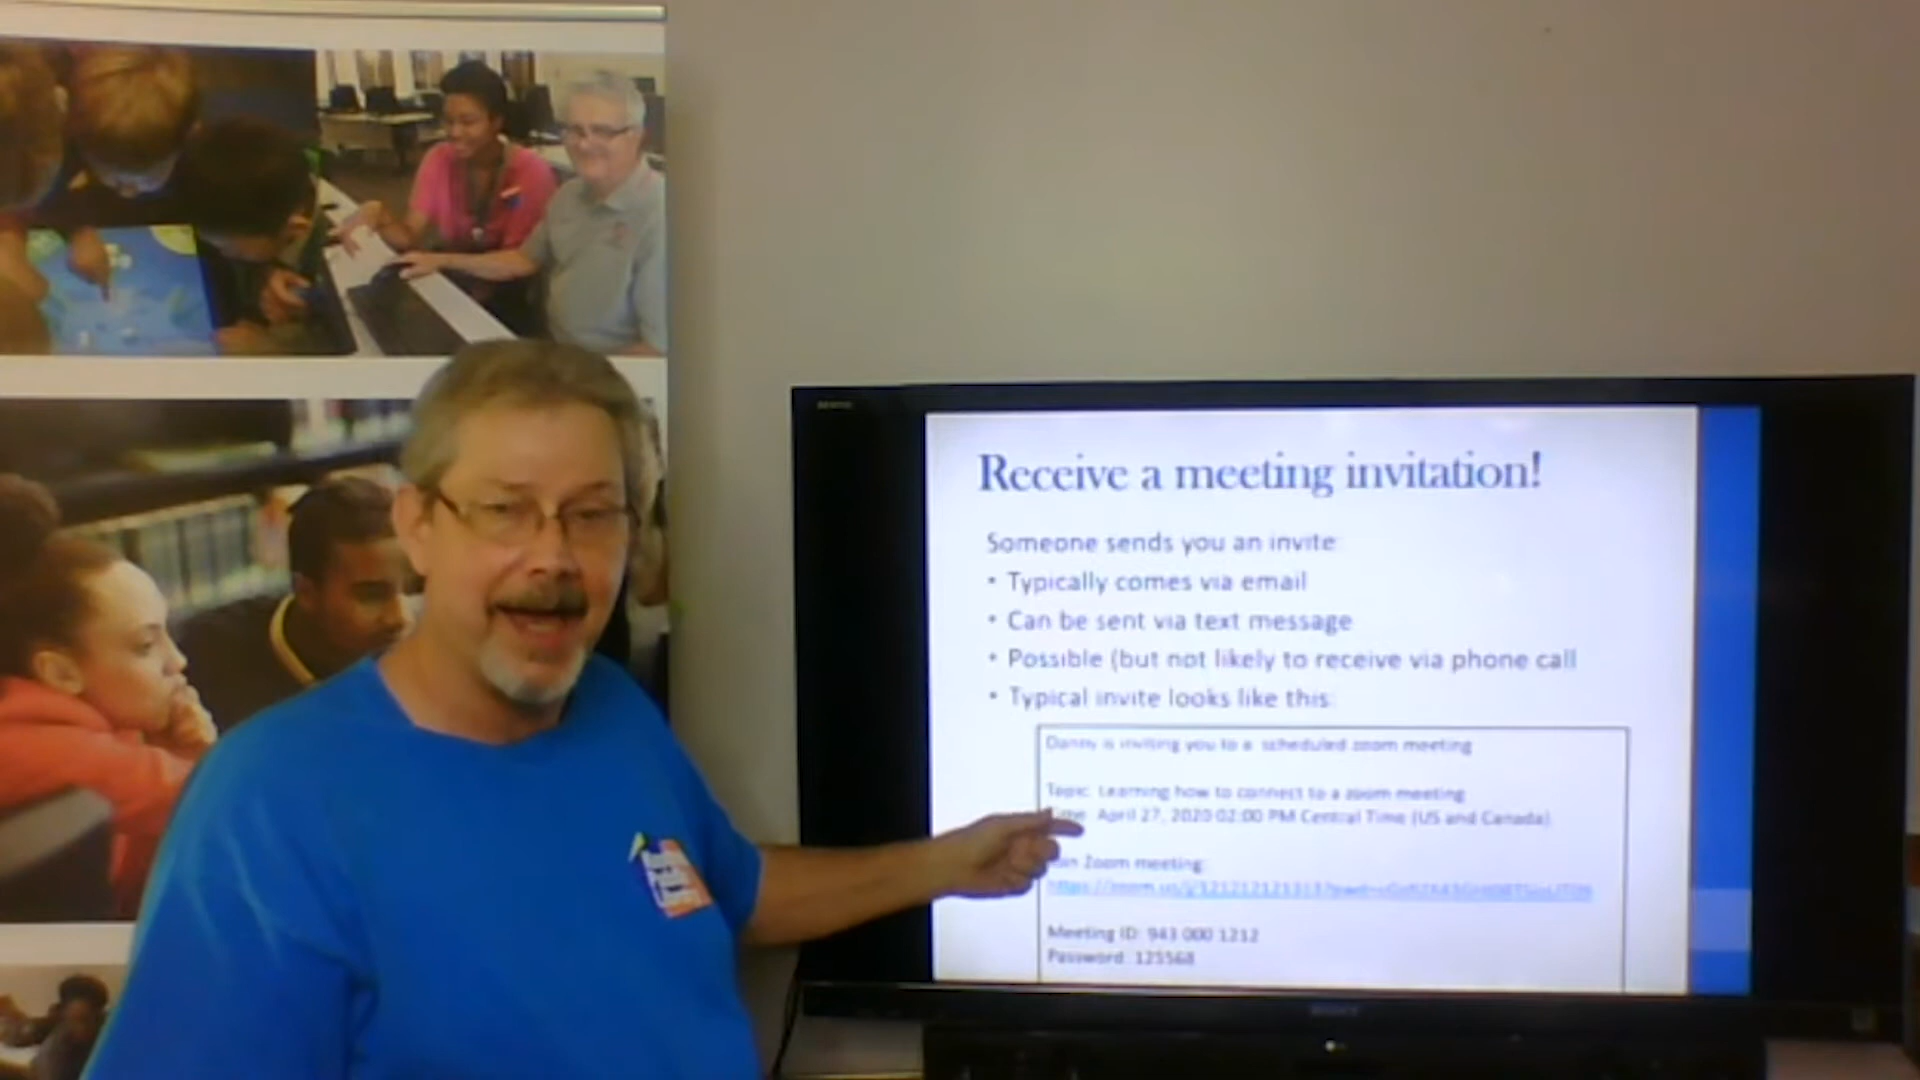 Receive a meeting invitation!
Someone sends you an invite:
• Typically comes via email
• Can be sent via text message
• Possible (but not likely to receive via phone call
• Typical invite looks like this:
Danny is inviting you to a scheduled zoom meeting
Topic: Learning how to connect to a zoom meeting
Time: April 27, 2020 02:00 PM Central Time (US and Canada)
Join Zoom meeting:
Meeting ID: 943 000 1212
Password: 125568
SONY